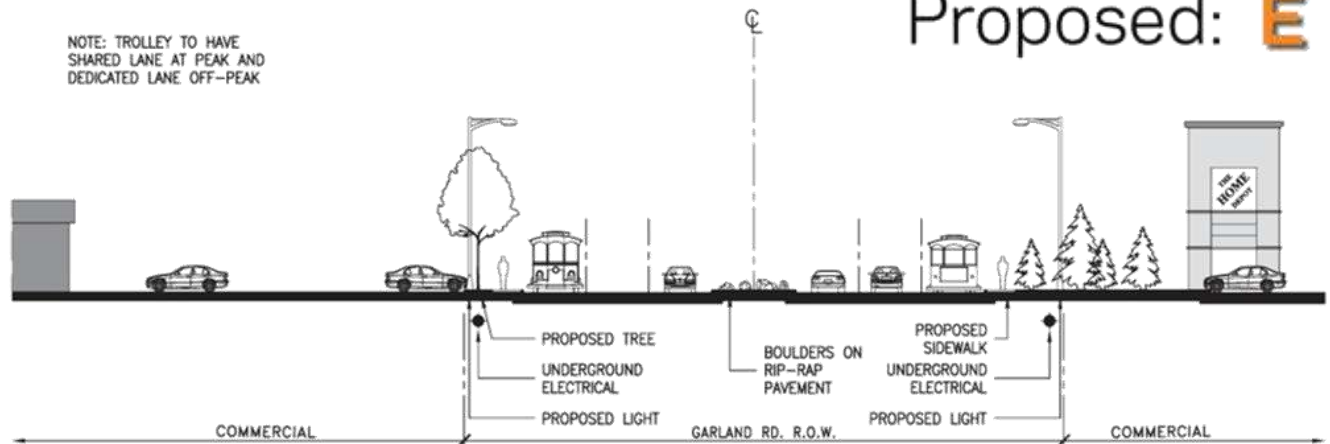 Proposed: E
NOTE: TROLLEY TO HAVE
SHARED LANE AT PEAK AND
DEDICATED LANE OFF-PEAK
THE
HOME
DEPOT
PROPOSED TREE
UNDERGROUND
ELECTRICAL
PROPOSED LIGHT
BOULDERS ON
RIP-RAP
PAVEMENT
PROPOSED
SIDEWALK
UNDERGROUND
ELECTRICAL
PROPOSED LIGHT
COMMERCIAL
GARLAND RD. R.O.W.
COMMERCIAL